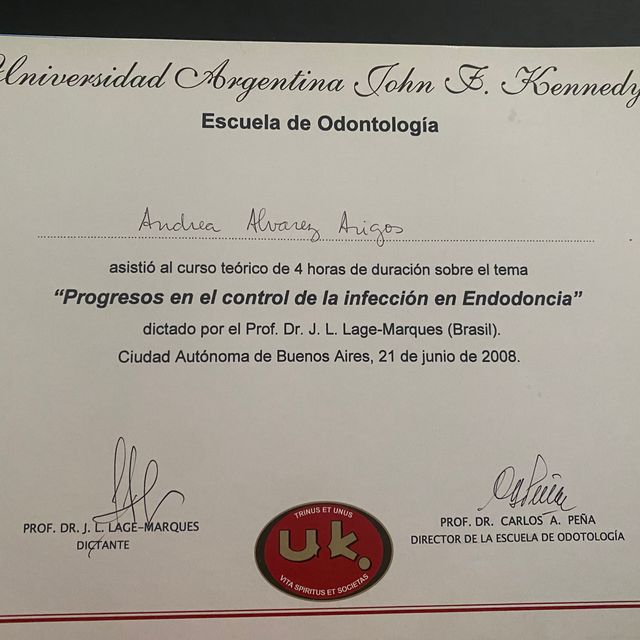 Universidad Argentina John F. Kennedy
Escuela de Odontología
Andrea Alvarez Arigos
asistió al curso teórico de 4 horas de duración sobre el tema
“Progresos en el control de la infección en Endodoncia”
dictado por el Prof. Dr. J. L. Lage-Marques (Brasil).
Ciudad Autónoma de Buenos Aires, 21 de junio de 2008.
PROF. DR. J. L. LAGE-MARQUES
DICTANTE
TRINUS ET UNUS
uk.
VITA SPIRITUS ET SOCIETAS
PROF. DR. CARLOS A. PEÑA
DIRECTOR DE LA ESCUELA DE ODOTOLOGÍA